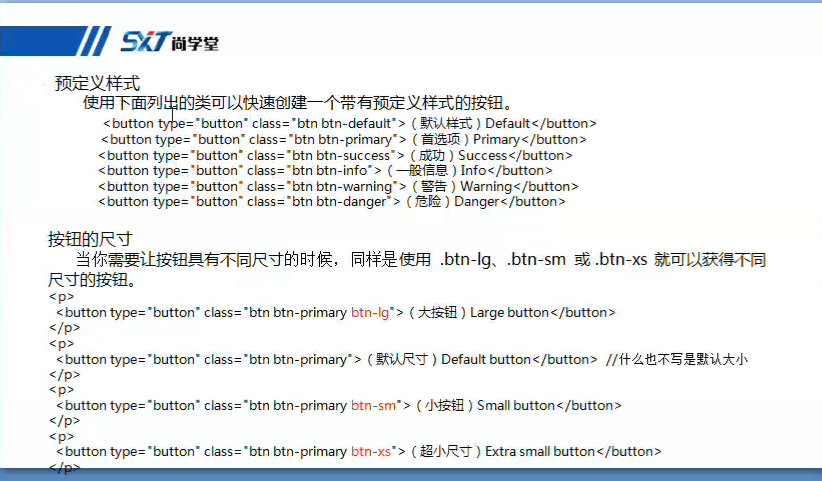 SXT尚学堂
预定义样式
使用下面列出的类可以快速创建一个带有预定义样式的按钮。
<button type="button" class="btn btn-default">（默认样式）Default</button>
<button type="button" class="btn btn-primary">（首选项）Primary</button>
<button type="button" class="btn btn-success">（成功）Success</button>
<button type="button" class="btn btn-info">（一般信息）Info</button>
<button type="button" class="btn btn-warning">（警告）Warning</button>
<button type="button" class="btn btn-danger">（危险）Danger</button>
按钮的尺寸
当你需要让按钮具有不同尺寸的时候，同样是使用 .btn-lg、.btn-sm 或 .btn-xs 就可以获得不同
尺寸的按钮。
<p>
<button type="button" class="btn btn-primary btn-lg">（大按钮）Large button</button>
</p>
<p>
<button type="button" class="btn btn-primary">（默认尺寸）Default button</button> //什么也不写是默认大小
</p>
<p>
<button type="button" class="btn btn-primary btn-sm">（小按钮）Small button</button>
</p>
<p>
<button type="button" class="btn btn-primary btn-xs">（超小尺寸）Extra small button</button>
</p>